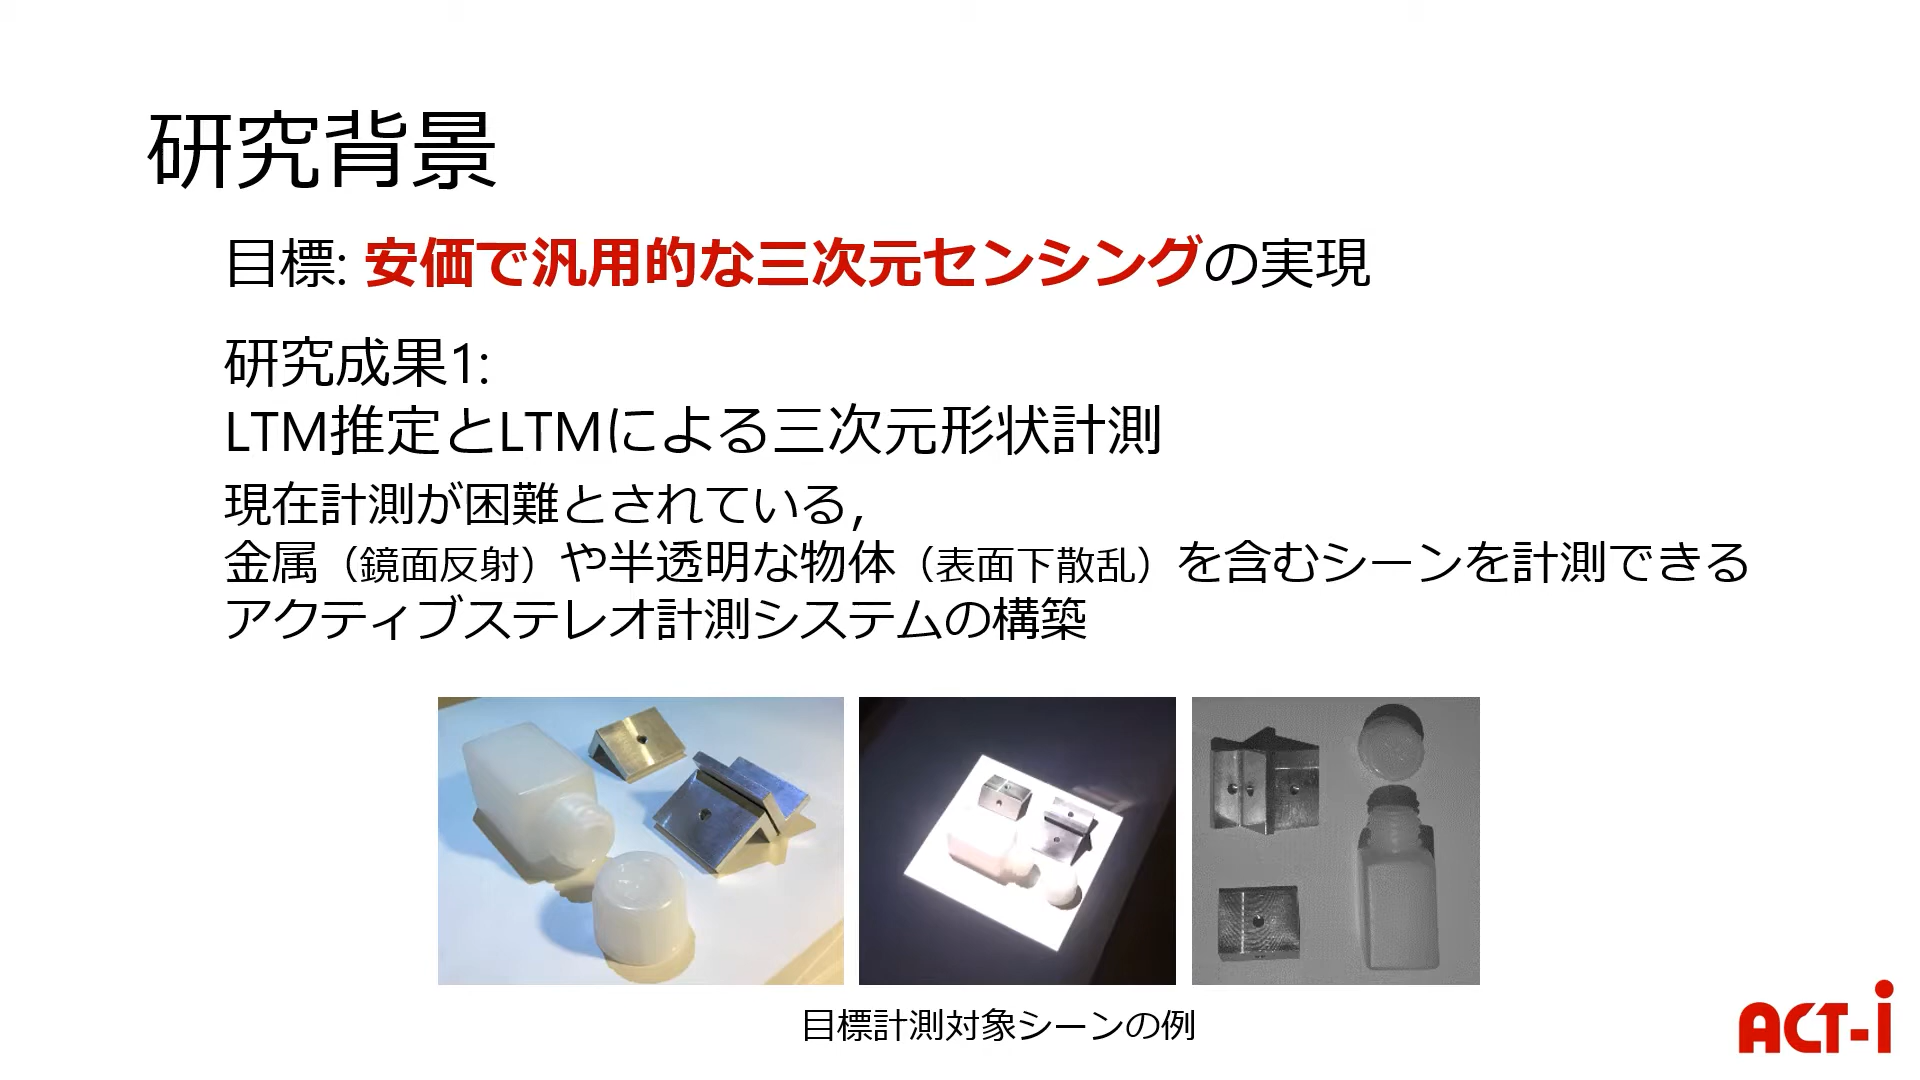 研究背景
目標: 安価で汎用的な三次元センシングの実現
研究成果1:
LTM推定とLTMによる三次元形状計測
現在計測が困難とされている,
金属（鏡面反射）や半透明な物体（表面下散乱）を含むシーンを計測できる
アクティブステレオ計測システムの構築
目標計測対象シーンの例
ACT-i